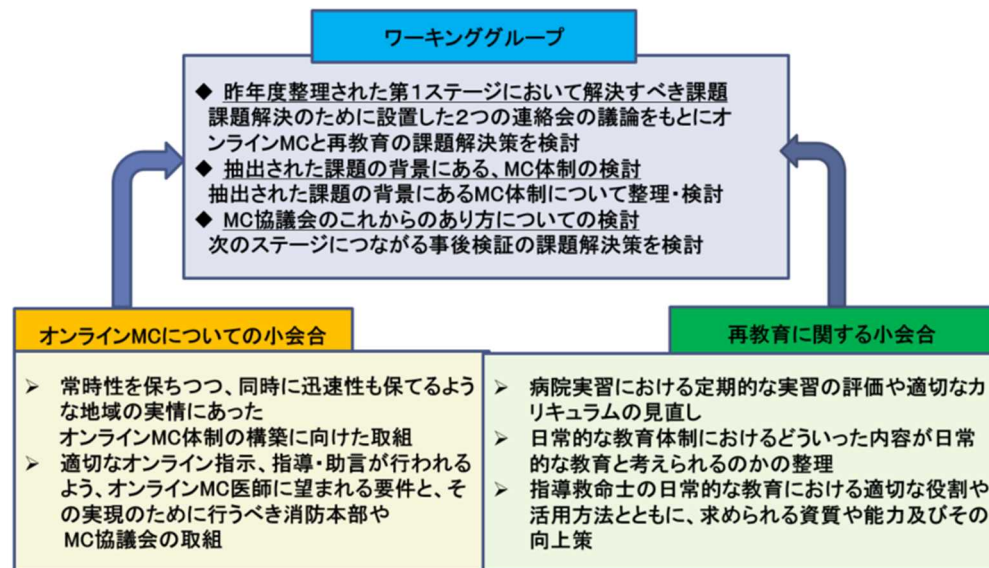 ワーキンググループ
◆ 昨年度整理された第１ステージにおいて解決すべき課題
課題解決のために設置した２つの連絡会の議論をもとにオ
ンラインMCと再教育の課題解決策を検討
◆ 抽出された課題の背景にある、MC体制の検討
抽出された課題の背景にあるMC体制について整理・検討
◆ MC協議会のこれからのあり方についての検討
次のステージにつながる事後検証の課題解決策を検討
オンラインMCについての小会合
➢ 常時性を保ちつつ、同時に迅速性も保てるよう
な地域の実情にあった
オンラインMC体制の構築に向けた取組
➢ 適切なオンライン指示、指導・助言が行われる
よう、オンラインMC医師に望まれる要件と、そ
の実現のために行うべき消防本部や
MC協議会の取組
再教育に関する小会合
➢ 病院実習における定期的な実習の評価や適切なカ
リキュラムの見直し
➢ 日常的な教育体制におけるどういった内容が日常
的な教育と考えられるのかの整理
➢ 指導救命士の日常的な教育における適切な役割や
活用方法とともに、求められる資質や能力及びその
向上策